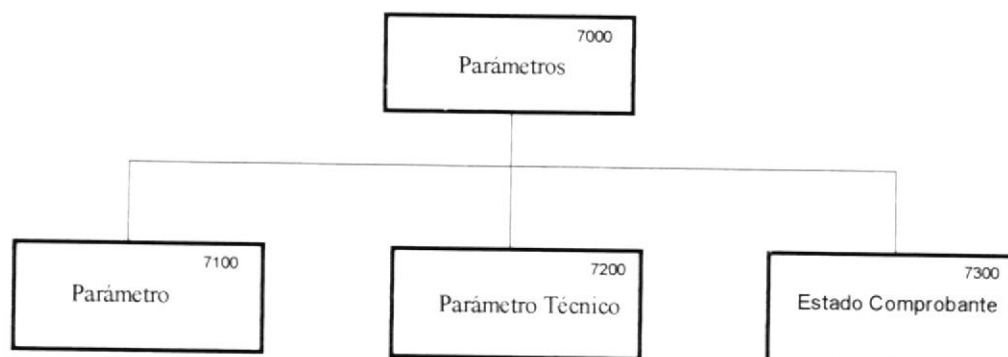 7000
Parámetros
7100
Parámetro
7200
Parámetro Técnico
7300
Estado Comprobante